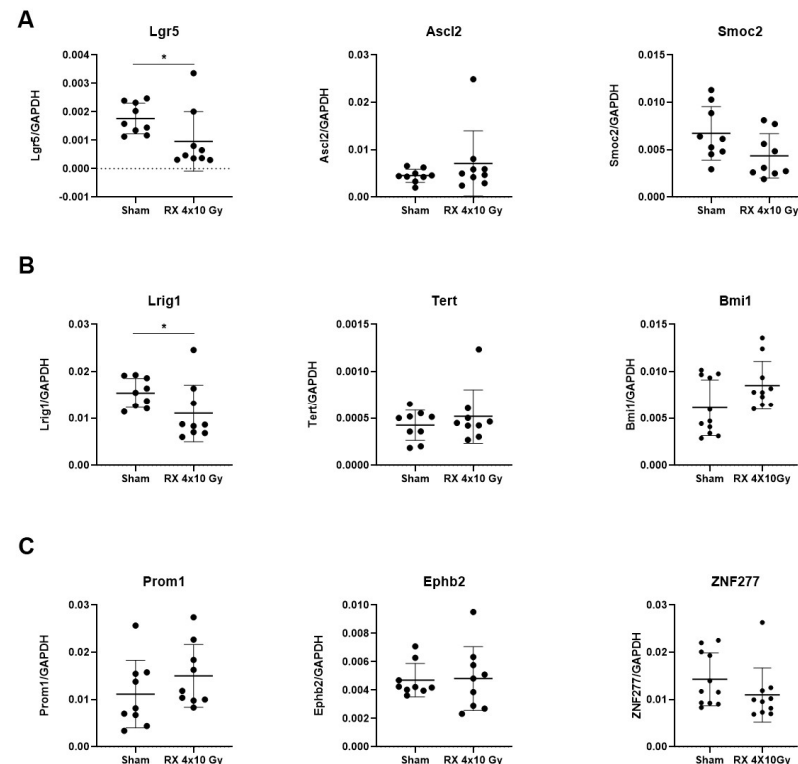 A
Lgr5
Ascl2
Smoc2
Lgr5/GAPDH
0.004
0.003
0.002
0.001
0.000
-0.001
*
Sham
RX 4x10 Gy
Ascl2/GAPDH
0.03
0.02
0.01
0.00
Sham
RX 4x10 Gy
Smoc2/GAPDH
0.015
0.010
0.005
0.000
Sham
RX 4x10 Gy
B
Lrig1
Tert
Bmi1
Lrig1/GAPDH
0.03
0.02
0.01
0.00
*
Sham
RX 4x10 Gy
Tert/GAPDH
0.0015
0.0010
0.0005
0.0000
Sham
RX 4x10 Gy
Bmi1/GAPDH
0.015
0.010
0.005
0.000
Sham
RX 4X10Gy
C
Prom1
Ephb2
ZNF277
Prom1/GAPDH
0.03
0.02
0.01
0.00
Sham
RX 4x10 Gy
Ephb2/GAPDH
0.010
0.008
0.006
0.004
0.002
0.000
Sham
RX 4x10 Gy
ZNF277/GAPDH
0.03
0.02
0.01
0.00
Sham
RX 4X10Gy